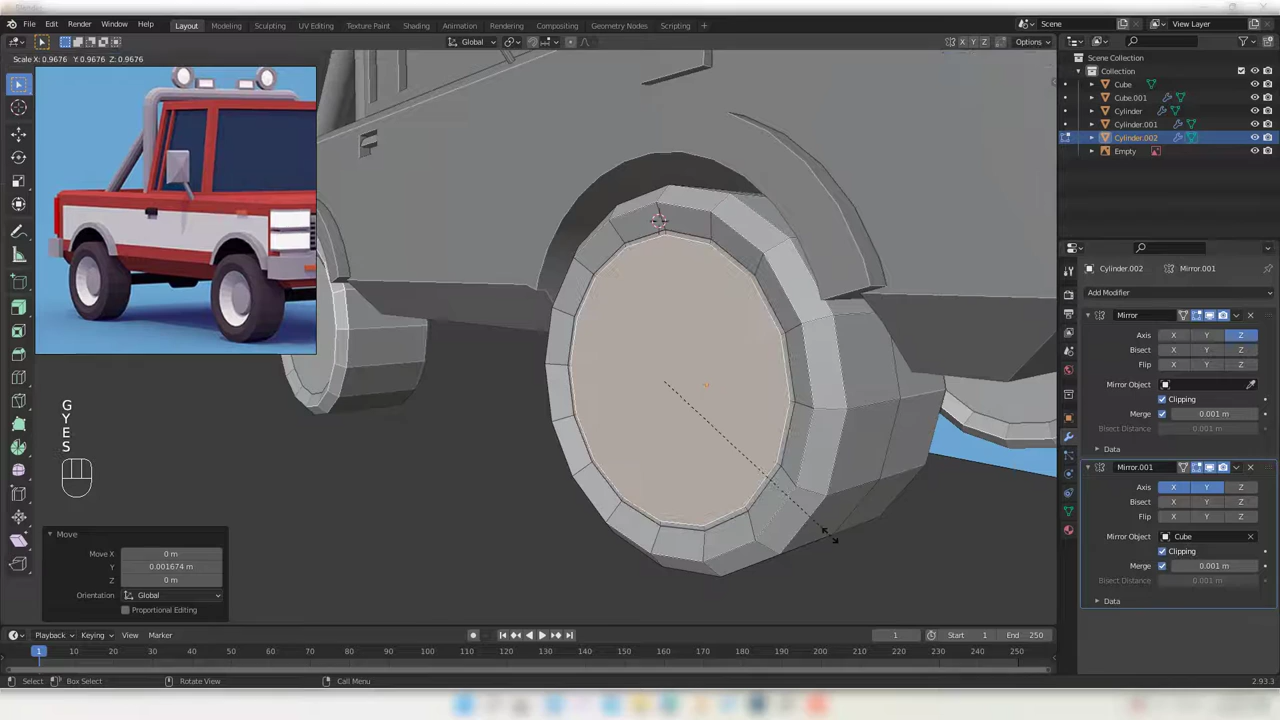 File Edit Render Window Help
Layout Modeling Sculpting UV Editing Texture Paint Shading Animation Rendering Compositing Geometry Nodes Scripting +
Scene View Layer
Global X Y Z Options
Scale X: 0.9676 Y: 0.9676 Z: 0.9676
Scene Collection
Collection
Cube
Cube.001
Cylinder
Cylinder.001
Cylinder.002
Empty
Cylinder.002 Mirror.001
Add Modifier
Mirror
Axis X Y Z
Bisect X Y Z
Flip X Y Z
Mirror Object
Clipping
Merge 0.001 m
Bisect Distance 0.001 m
Data
Mirror.001
Axis X Y Z
Bisect X Y Z
Flip X Y Z
Mirror Object Cube
Clipping
Merge 0.001 m
Bisect Distance 0.001 m
Data
G
Y
E
S
Move
Move X 0 m
Y 0.001674 m
Z 0 m
Orientation Global
Proportional Editing
Playback Keying View Marker
1 Start 1 End 250
1 10 20 30 40 50 60 70 80 90 100 110 120 130 140 150 160 170 180 190 200 210 220 230 240 250
Select Box Select Rotate View Call Menu 2.93.3